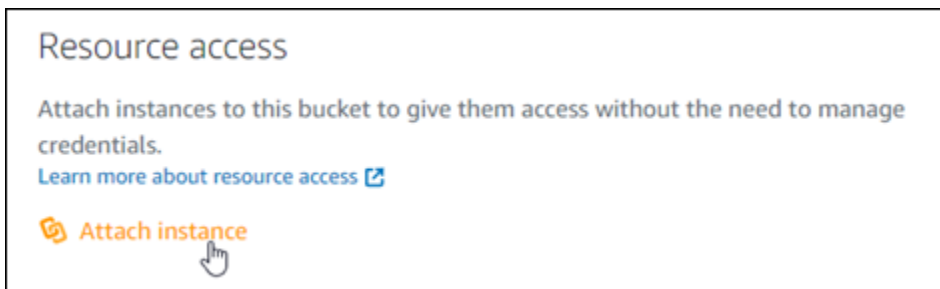 Resource access
Attach instances to this bucket to give them access without the need to manage
credentials.
Learn more about resource access
Attach instance